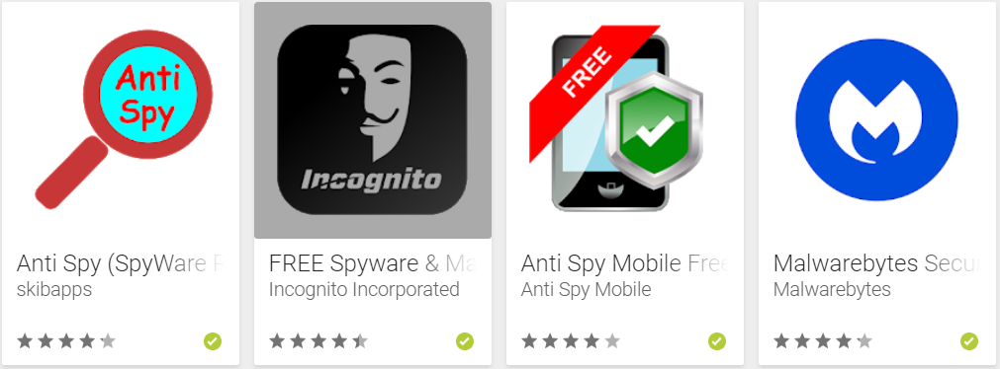 Anti
Spy
Anti Spy (SpyWare
skibapps
Incognito
FREE Spyware & Ma
Incognito Incorporated
FREE
Anti Spy Mobile Free
Anti Spy Mobile
Malwarebytes Secu
Malwarebytes